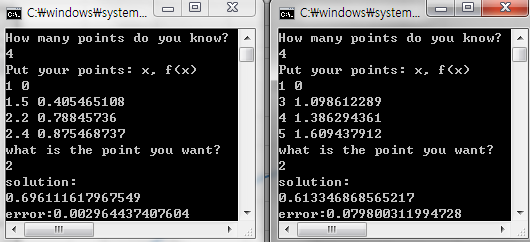 C:₩windows₩system...
How many points do you know?
4
Put your points: x, f(x)
1 0
1.5 0.405465108
2.2 0.78845736
2.4 0.875468737
what is the point you want?
2
solution:
0.696111617967549
error:0.002964437407604
C:₩windows₩system...
How many points do you know?
4
Put your points: x, f(x)
1 0
3 1.098612289
4 1.386294361
5 1.609437912
what is the point you want?
2
solution:
0.613346868565217
error:0.079800311994728